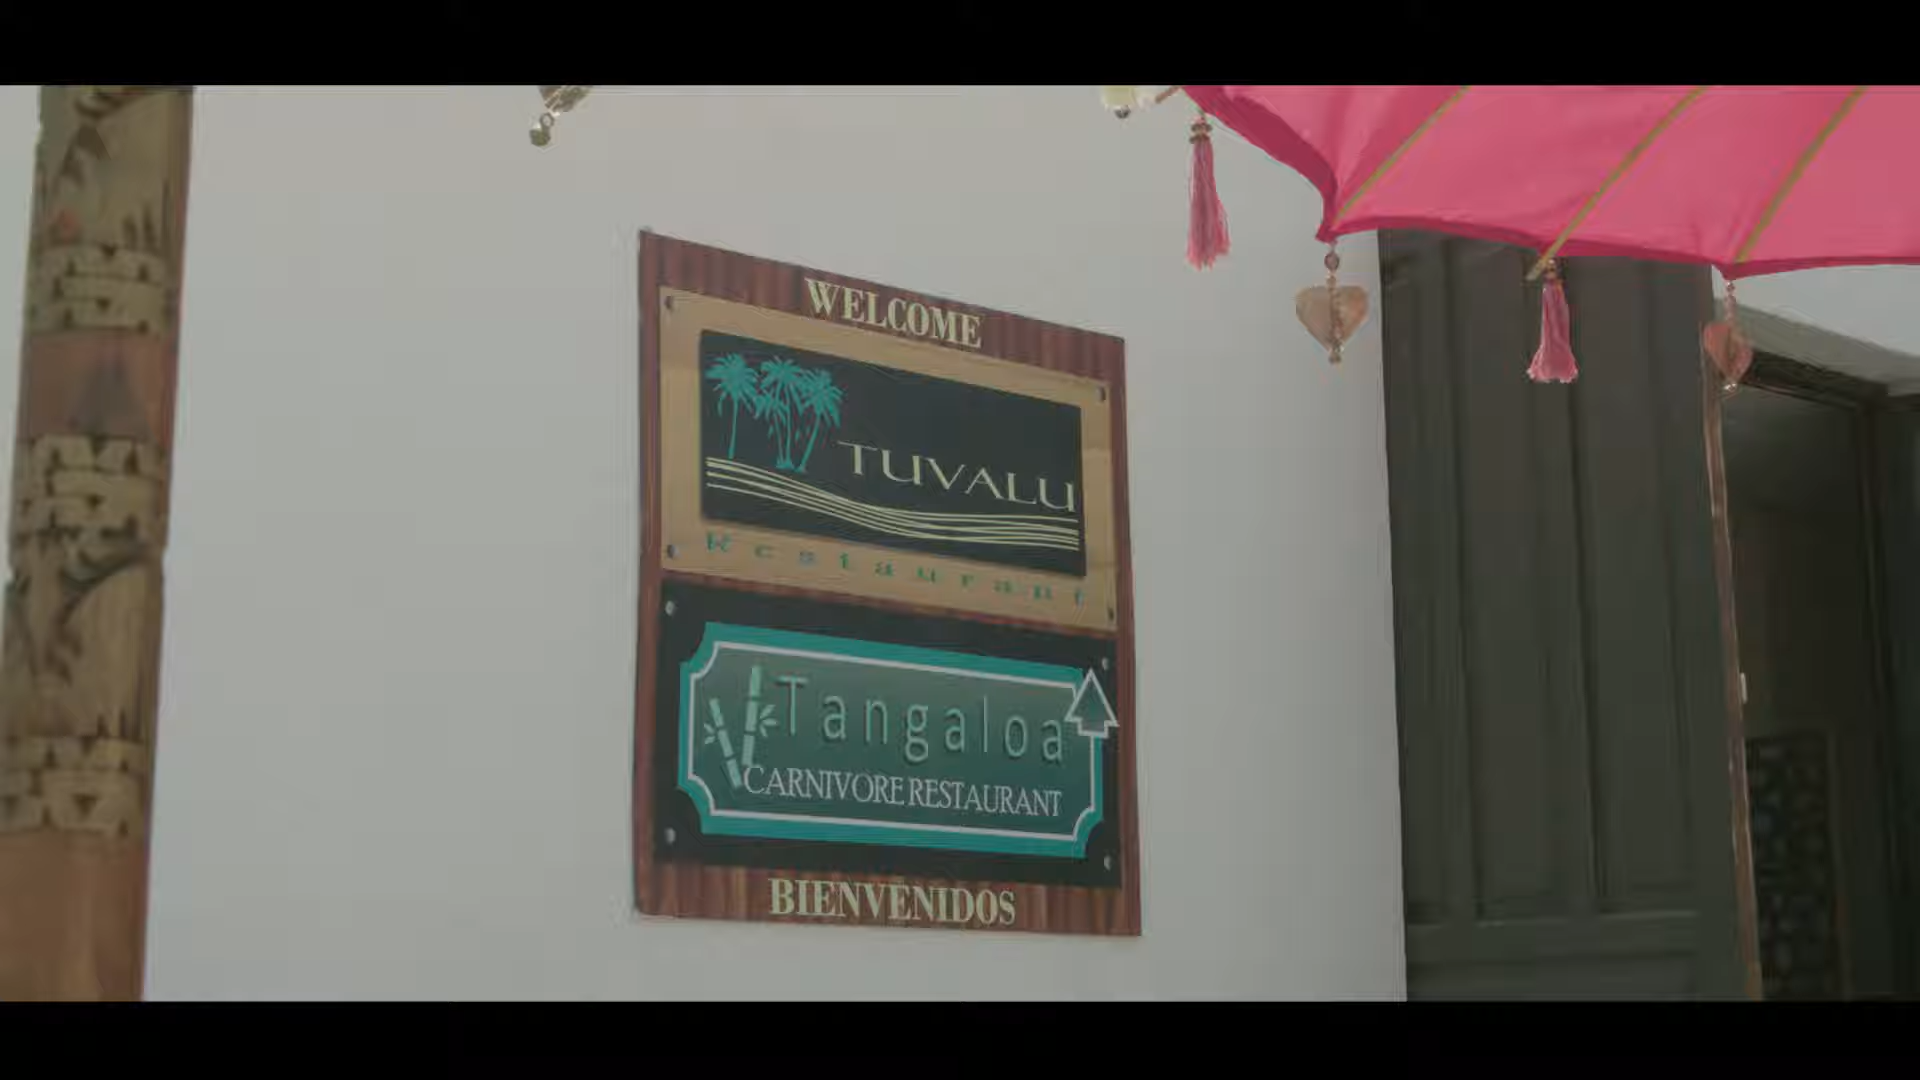 WELCOME
TUVALU
Restaurant
Tangaloa
CARNIVORE RESTAURANT
BIENVENIDOS